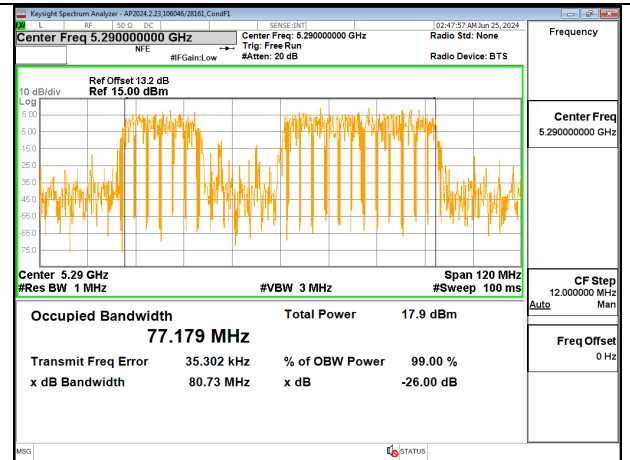 Keysight Spectrum Analyzer - AP2024.2.23,106046/28161,CondF1
L RF 50 Ω DC SENSE:INT 02:47:57 AM Jun 25, 2024
Center Freq 5.290000000 GHz
NFE
#IFGain:Low
Center Freq: 5.290000000 GHz
Trig: Free Run
#Atten: 20 dB
Radio Std: None
Radio Device: BTS
Frequency
Ref Offset 13.2 dB
10 dB/div Ref 15.00 dBm
Log
5.00
-5.00
-15.0
-25.0
-35.0
-45.0
-55.0
-65.0
-75.0
Center 5.29 GHz Span 120 MHz
#Res BW 1 MHz #VBW 3 MHz #Sweep 100 ms
Occupied Bandwidth Total Power 17.9 dBm
77.179 MHz
Transmit Freq Error 35.302 kHz % of OBW Power 99.00 %
x dB Bandwidth 80.73 MHz x dB -26.00 dB
Center Freq
5.290000000 GHz
CF Step
12.000000 MHz
Auto Man
Freq Offset
0 Hz
MSG STATUS